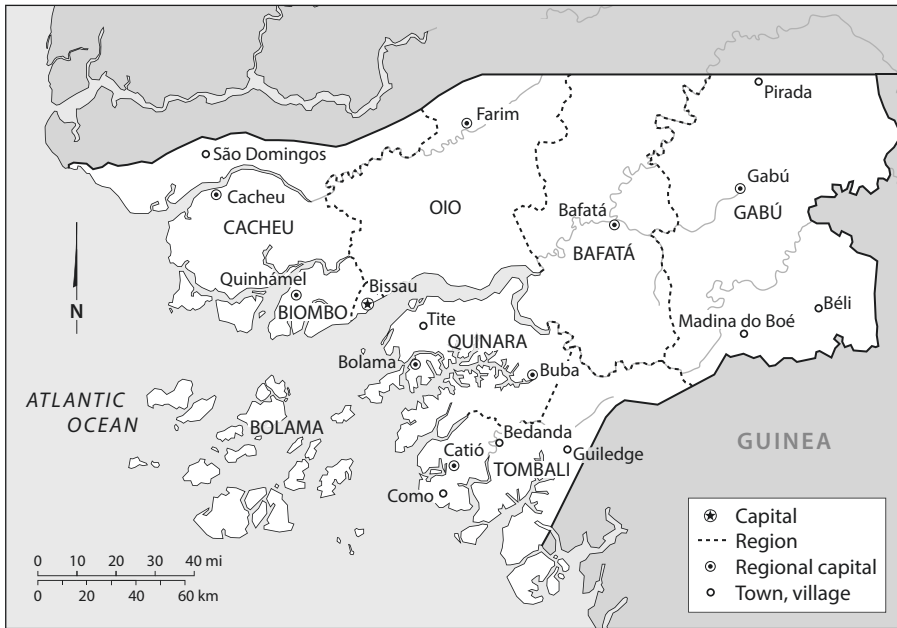 Pirada
Farim
São Domingos
Cacheu
Gabú
OIO
Bafatá
GABÚ
CACHEU
BAFATÁ
Quinhámel
Bissau
N
BIOMBO
Béli
Tite
Madina do Boé
QUINARA
Bolama
Buba
ATLANTIC
OCEAN
BOLAMA
Bedanda
GUINEA
Catió
Guiledge
TOMBALI
Como
Capital
Region
Regional capital
Town, village
0 10 20 30 40 mi
0 20 40 60 km